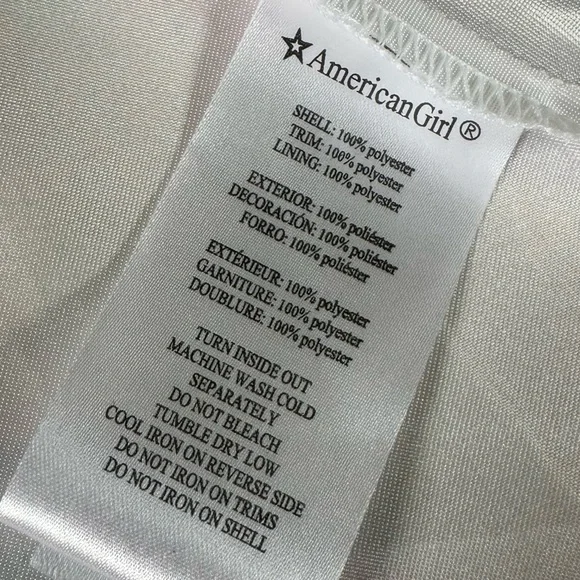 AmericanGirl®
SHELL: 100% polyester
TRIM: 100% polyester
LINING: 100% polyester
EXTERIOR: 100% poliéster
DECORACIÓN: 100% poliéster
FORRO: 100% poliéster
EXTÉRIEUR: 100% polyester
GARNITURE: 100% polyester
DOUBLURE: 100% polyester
TURN INSIDE OUT
MACHINE WASH COLD
SEPARATELY
DO NOT BLEACH
TUMBLE DRY LOW
COOL IRON ON REVERSE SIDE
DO NOT IRON ON TRIMS
DO NOT IRON ON SHELL